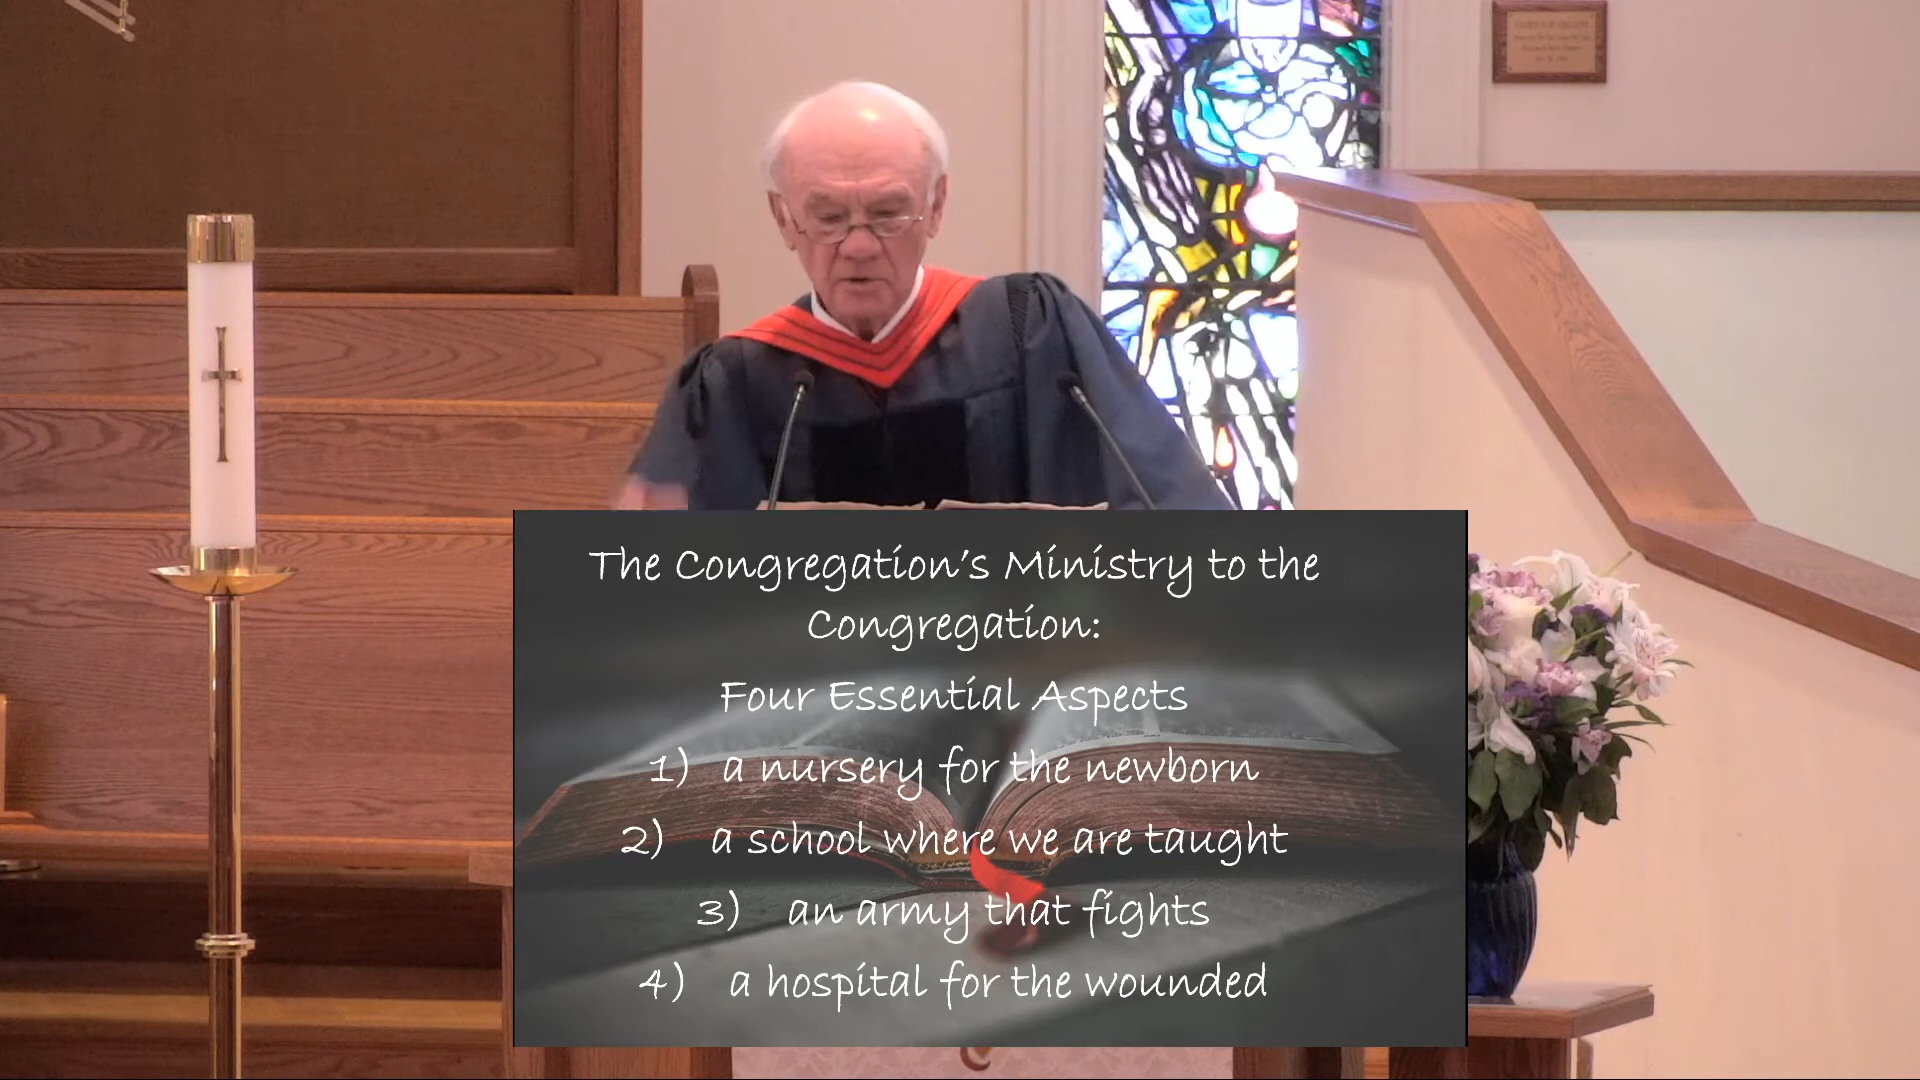 The Congregation's Ministry to the
Congregation:
Four Essential Aspects
1) a nursery for the newborn
2) a school where we are taught
3) an army that fights
4) a hospital for the wounded